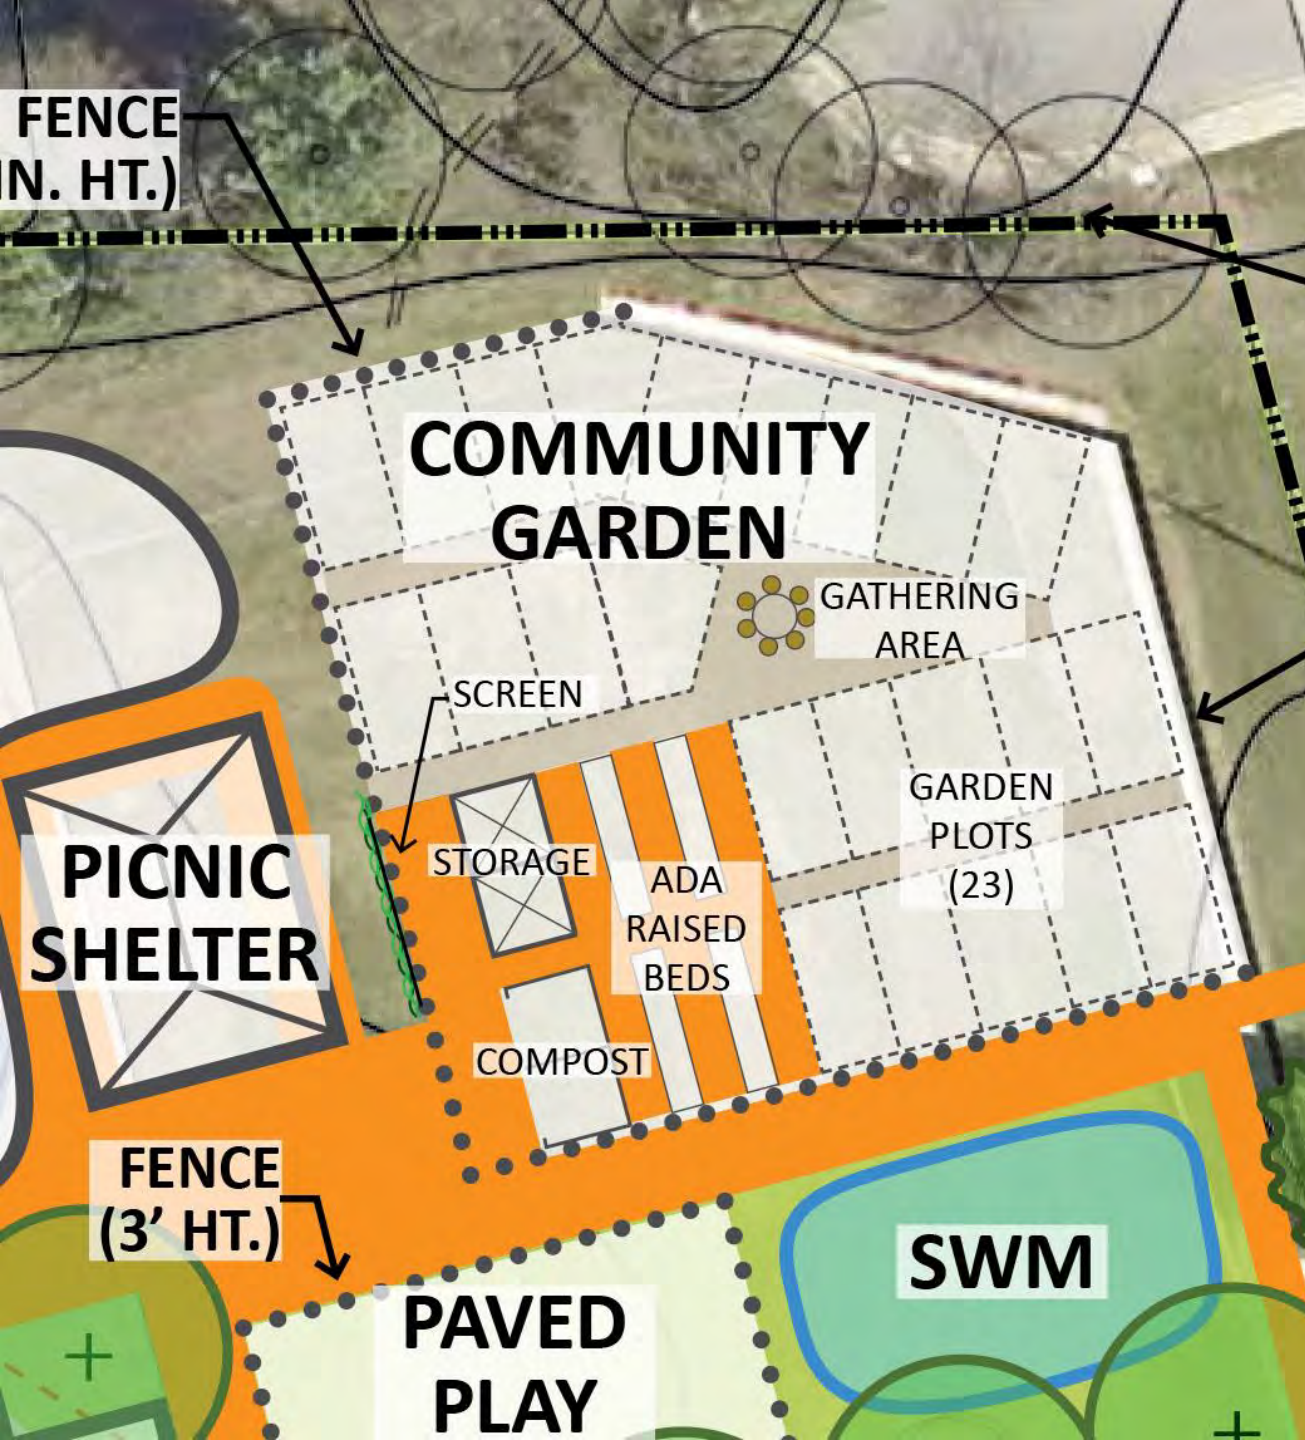 FENCE
IN. HT.)
COMMUNITY
GARDEN
GATHERING
AREA
SCREEN
GARDEN
PLOTS
(23)
STORAGE
ADA
RAISED
BEDS
PICNIC
SHELTER
COMPOST
FENCE
(3’ HT.)
SWM
PAVED
PLAY